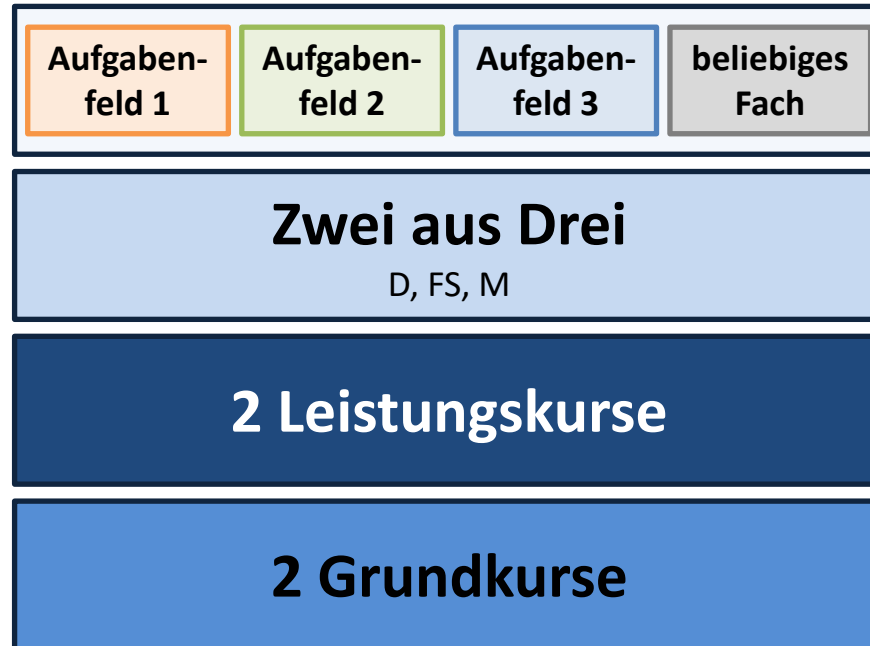 Aufgaben-
feld 1
Aufgaben-
feld 2
Aufgaben-
feld 3
beliebiges
Fach
Zwei aus Drei
D, FS, M
2 Leistungskurse
2 Grundkurse